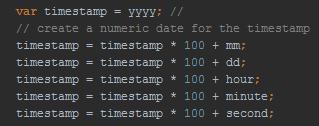 var timestamp = yyyy; //
// create a numeric date for the timestamp
timestamp = timestamp * 100 + mm;
timestamp = timestamp * 100 + dd;
timestamp = timestamp * 100 + hour;
timestamp = timestamp * 100 + minute;
timestamp = timestamp * 100 + second;